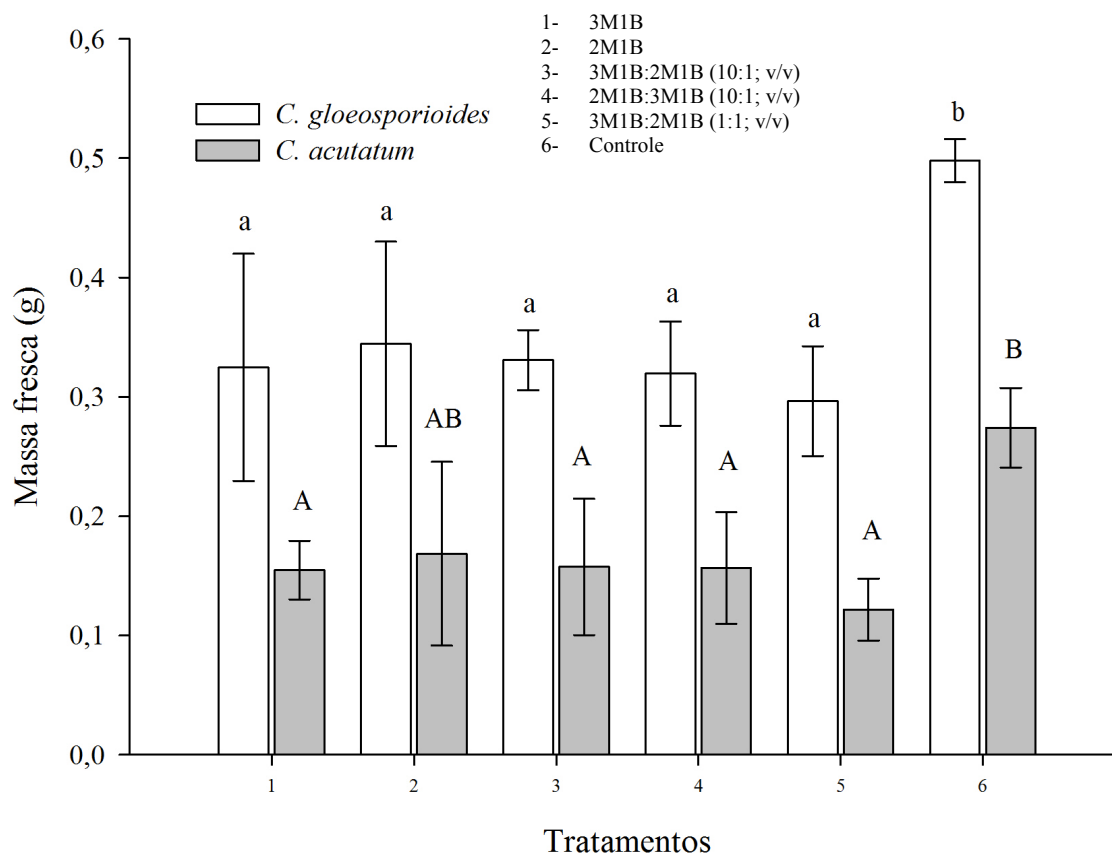 1- 3M1B
2- 2M1B
3- 3M1B:2M1B (10:1; v/v)
4- 2M1B:3M1B (10:1; v/v)
5- 3M1B:2M1B (1:1; v/v)
6- Controle
C. gloeosporioides
C. acutatum
Massa fresca (g)
0,6
0,5
0,4
0,3
0,2
0,1
0,0
a
A
a
AB
a
A
a
A
a
A
b
B
1 2 3 4 5 6
Tratamentos